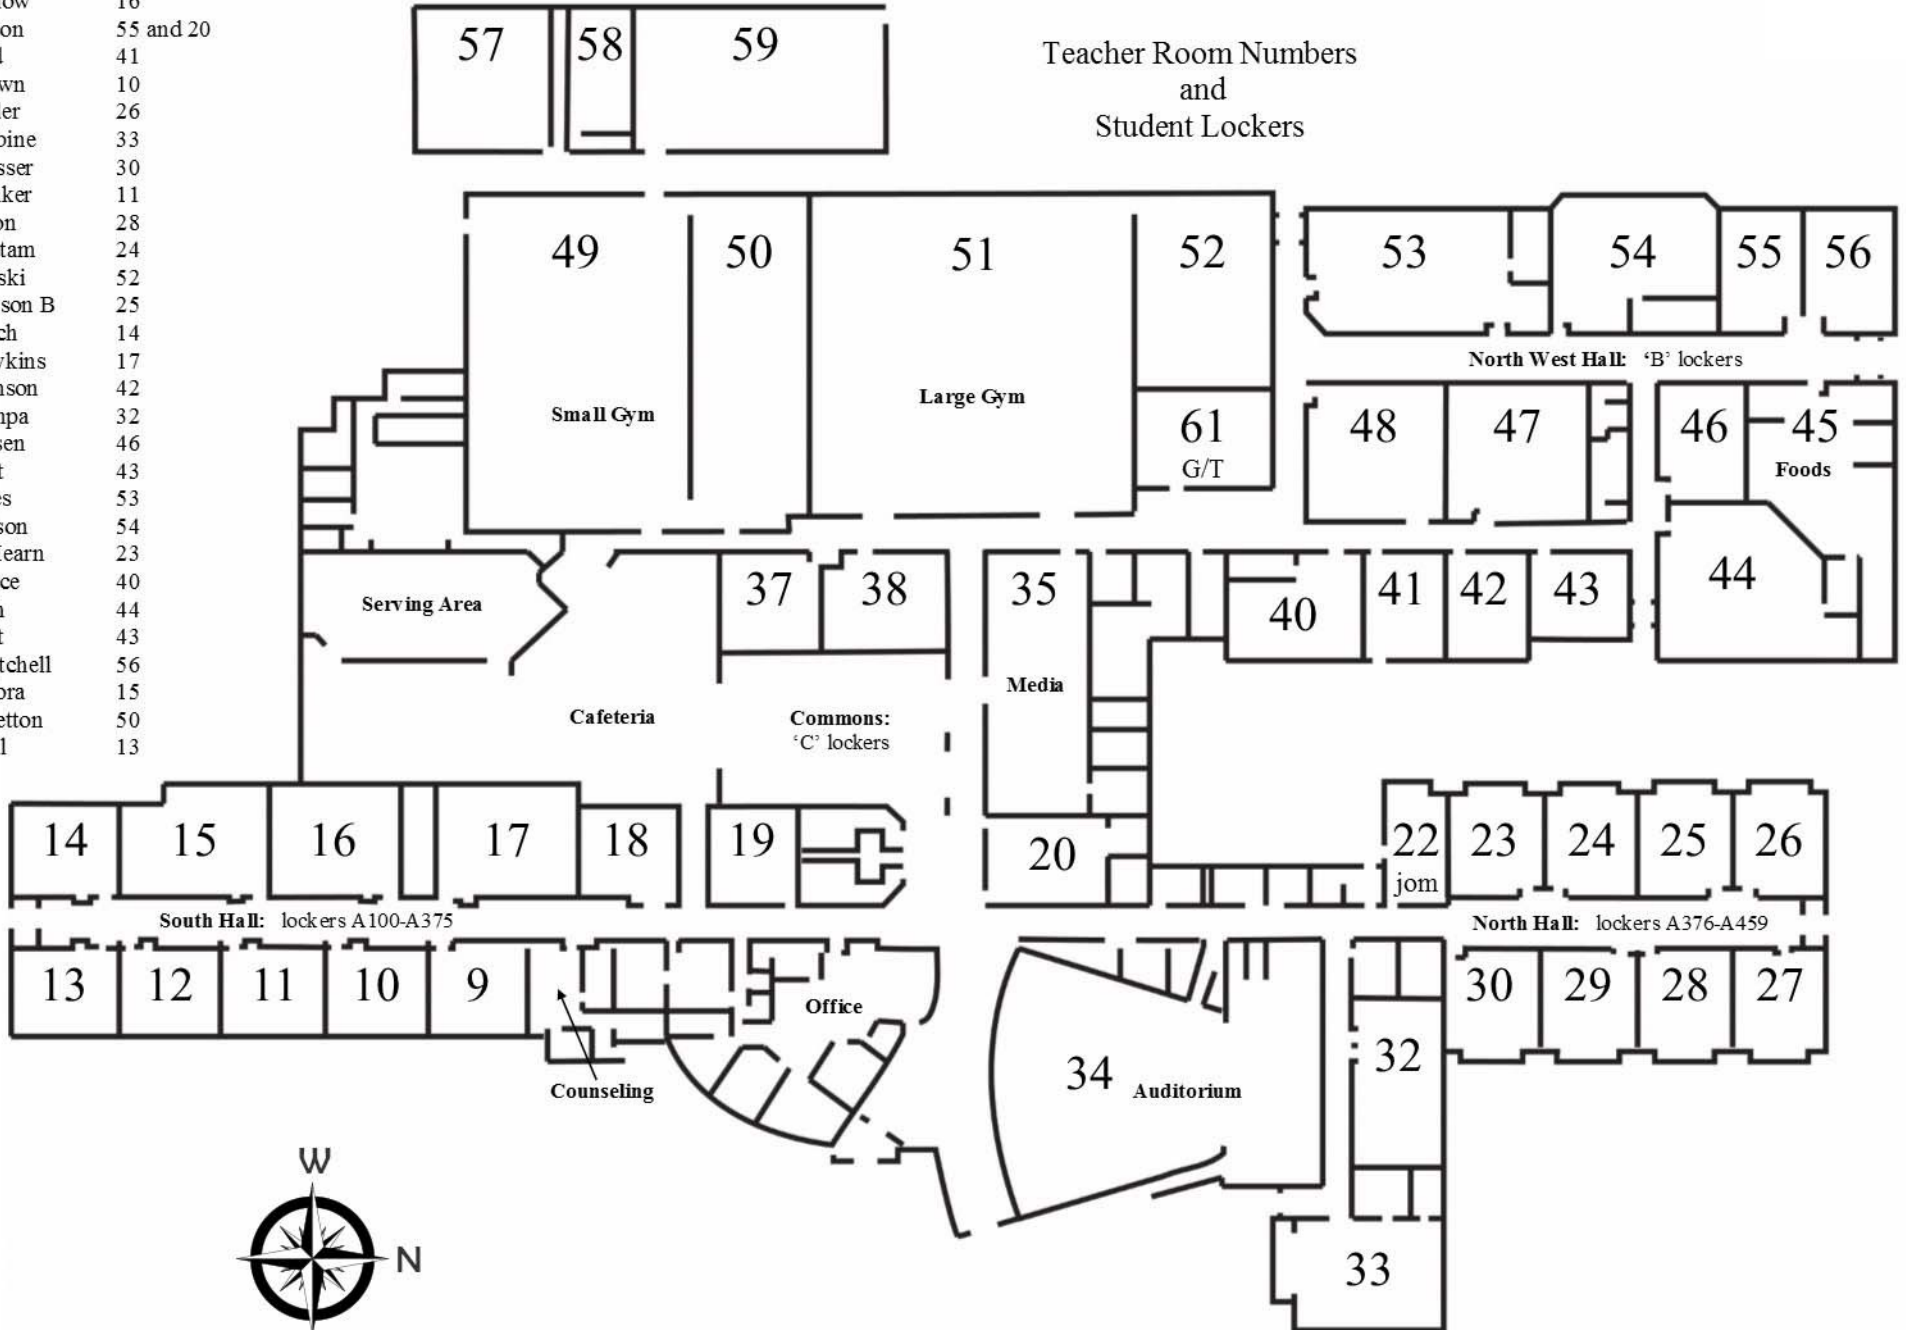 16
55 and 20
41
10
26
33
30
11
28
24
52
son B 25
14
17
42
32
46
43
53
54
23
40
44
43
56
15
50
13
Teacher Room Numbers
and
Student Lockers
57 58 59
49 50 51 52 53 54 55 56
North West Hall: ‘B’ lockers
Small Gym
Large Gym
61
G/T
48 47 46 45
Foods
Serving Area
37 38 35 40 41 42 43 44
Media
Cafeteria
Commons:
‘C’ lockers
14 15 16 17 18 19 20 22 23 24 25 26
jom
South Hall: lockers A100-A375
North Hall: lockers A376-A459
13 12 11 10 9
Office
30 29 28 27
34 Auditorium
32
Counseling
33
W
N